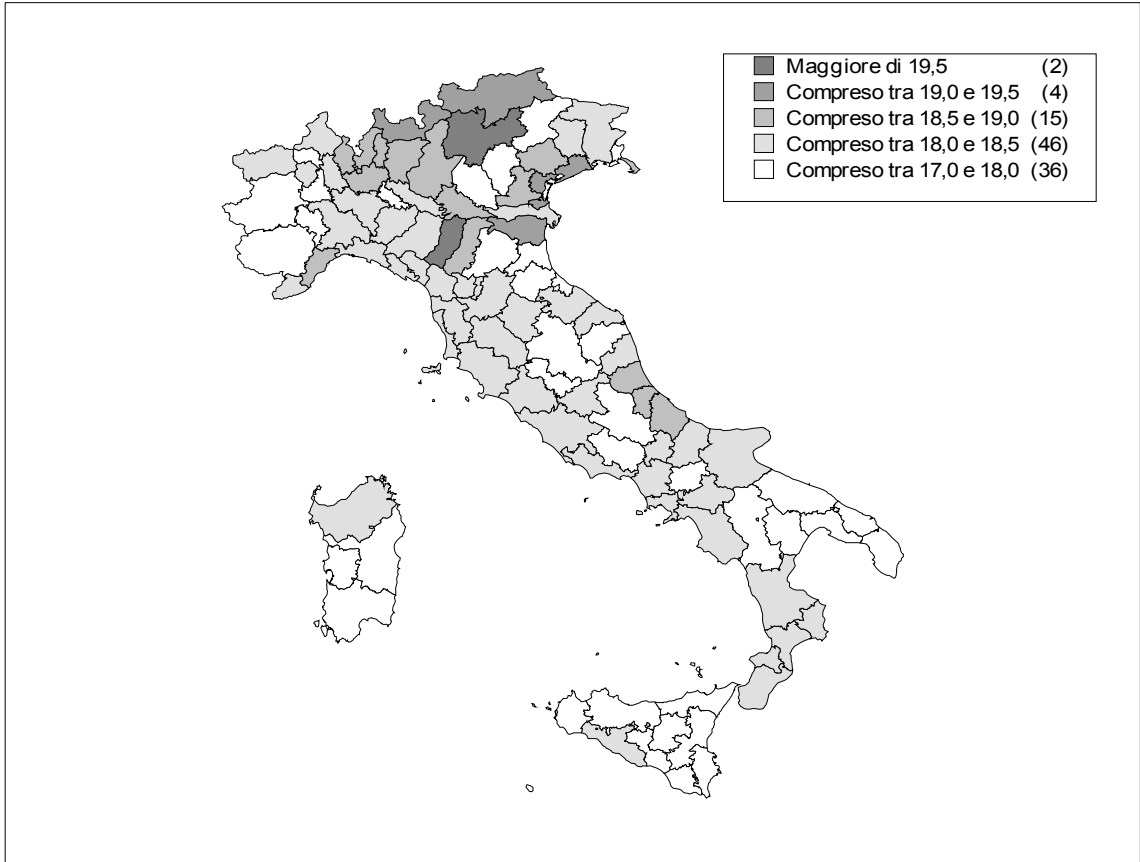 Maggiore di 19,5 (2)
Compreso tra 19,0 e 19,5 (4)
Compreso tra 18,5 e 19,0 (15)
Compreso tra 18,0 e 18,5 (46)
Compreso tra 17,0 e 18,0 (36)